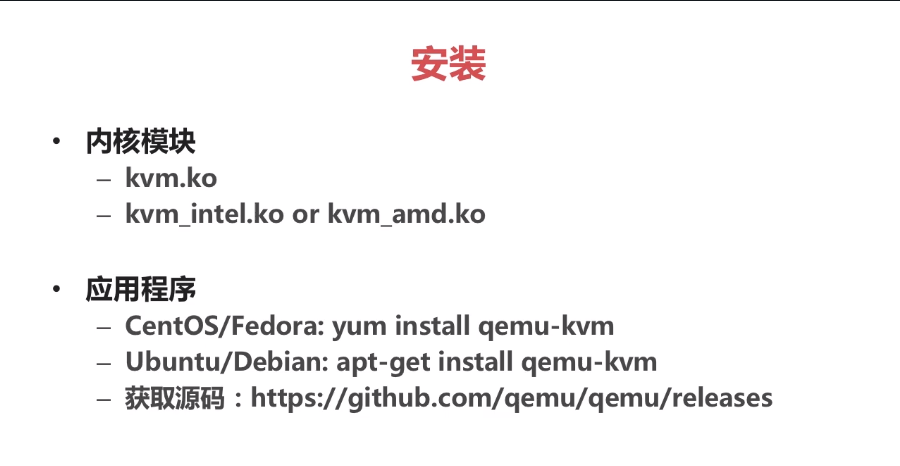 安装
• 内核模块
– kvm.ko
– kvm_intel.ko or kvm_amd.ko
• 应用程序
– CentOS/Fedora: yum install qemu-kvm
– Ubuntu/Debian: apt-get install qemu-kvm
– 获取源码：https://github.com/qemu/qemu/releases